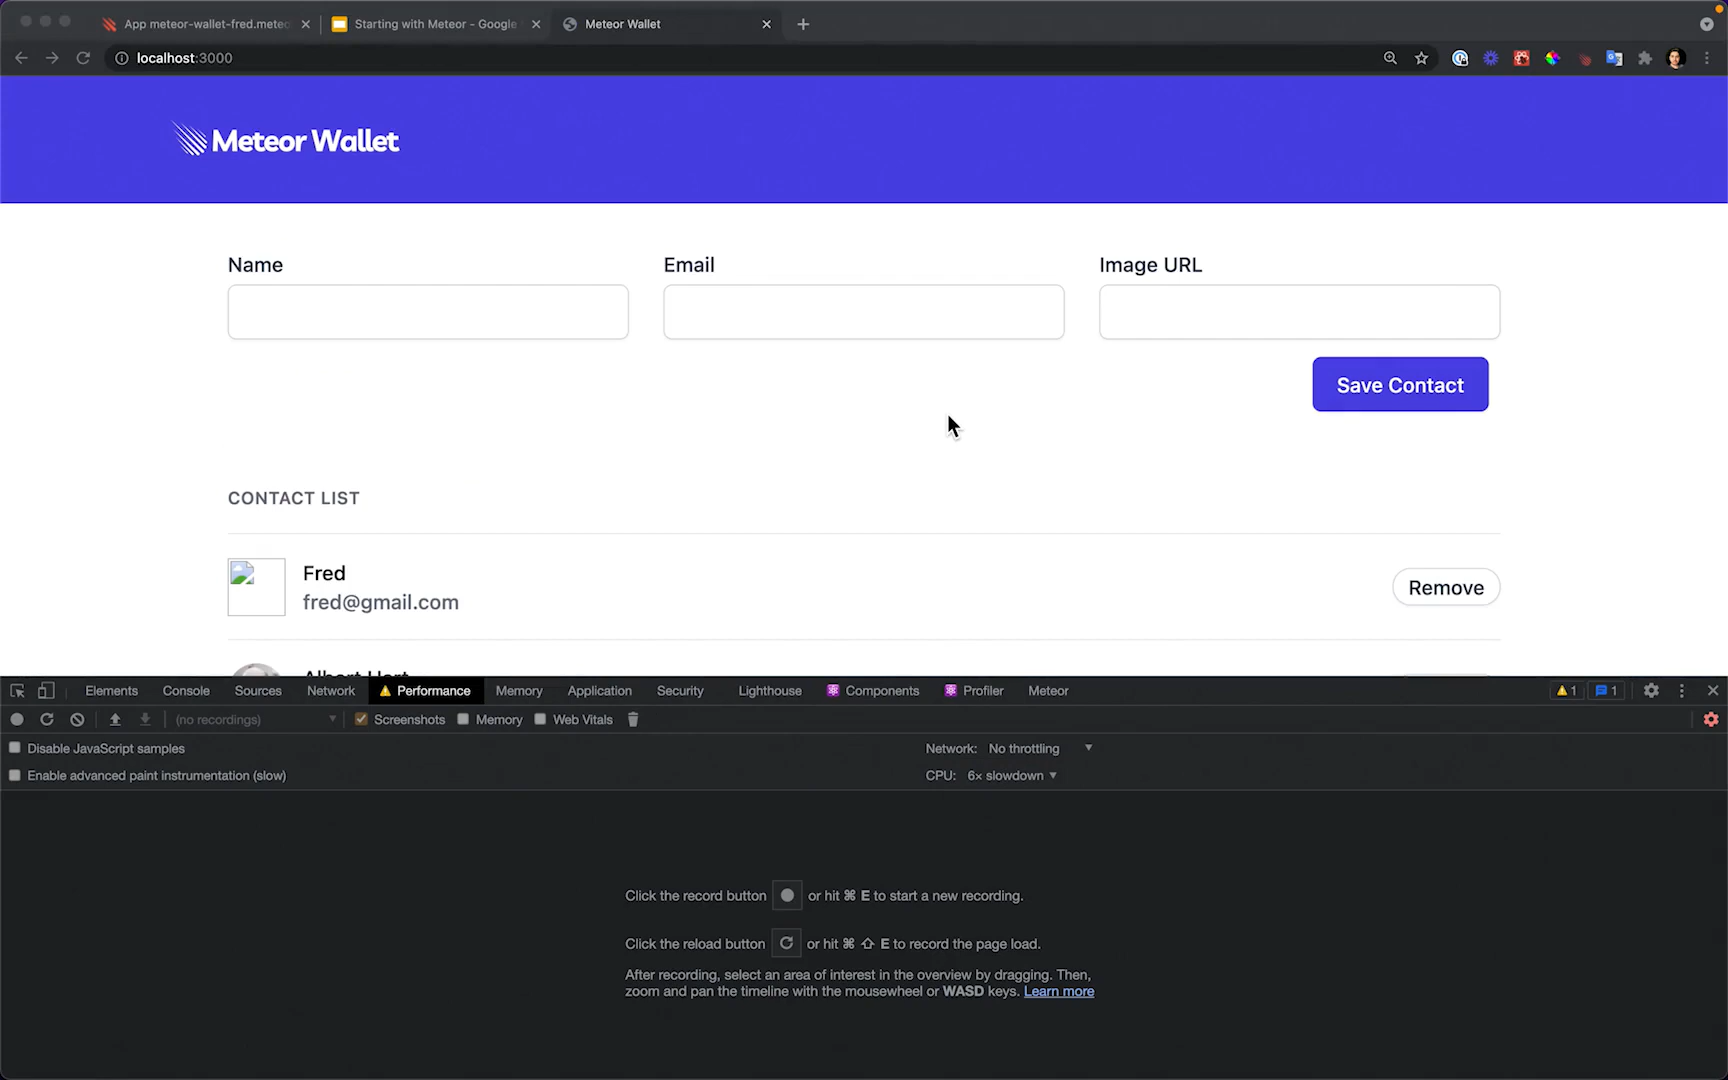 App meteor-wallet-fred.metec
Starting with Meteor - Google
Meteor Wallet
localhost:3000
Meteor Wallet
Name
Email
Image URL
Save Contact
CONTACT LIST
Fred
fred@gmail.com
Remove
Albert Hart
Elements
Console
Sources
Network
Performance
Memory
Application
Security
Lighthouse
Components
Profiler
Meteor
1
1
(no recordings)
Screenshots
Memory
Web Vitals
Disable JavaScript samples
Network: No throttling
Enable advanced paint instrumentation (slow)
CPU: 6× slowdown
Click the record button or hit ⌘ E to start a new recording.
Click the reload button or hit ⌘ ⇧ E to record the page load.
After recording, select an area of interest in the overview by dragging. Then,
zoom and pan the timeline with the mousewheel or WASD keys. Learn more